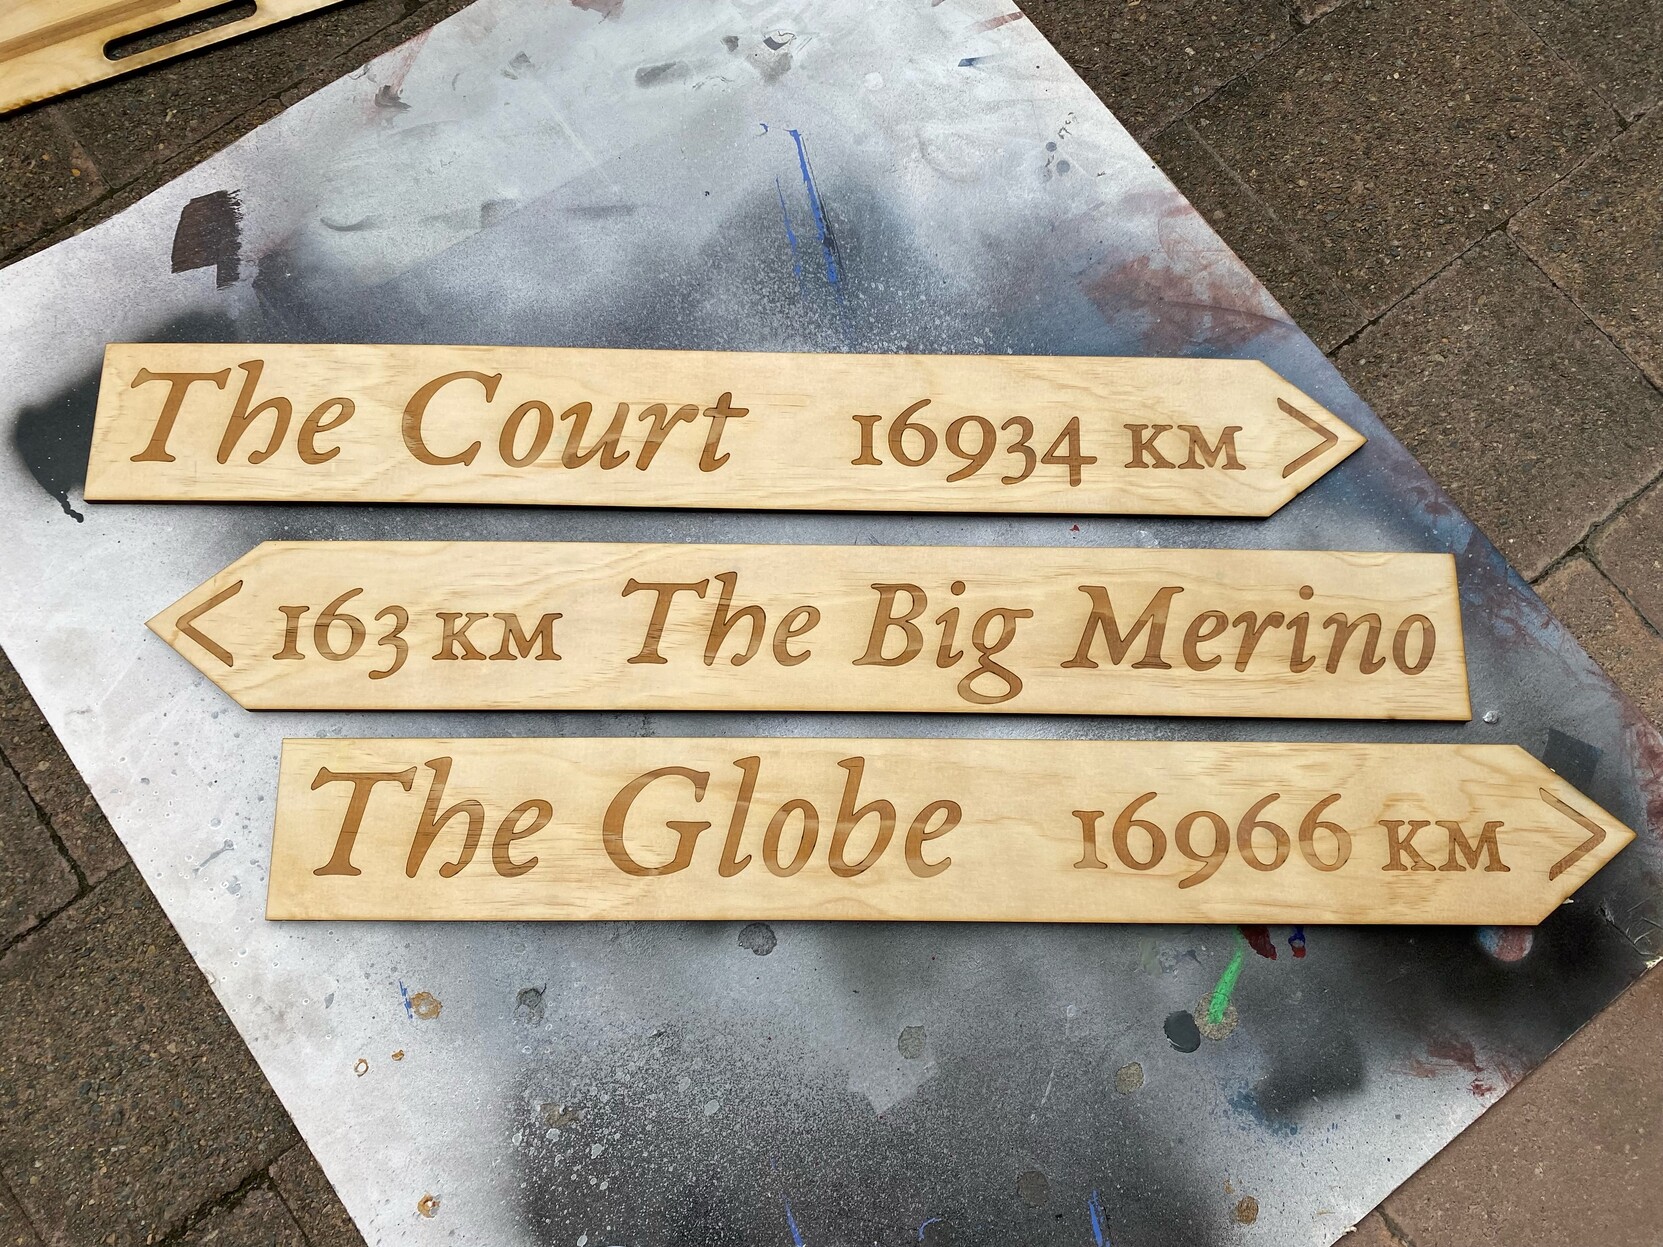 The Court 16934 KM >
< 163 KM The Big Merino
The Globe 16966 KM >